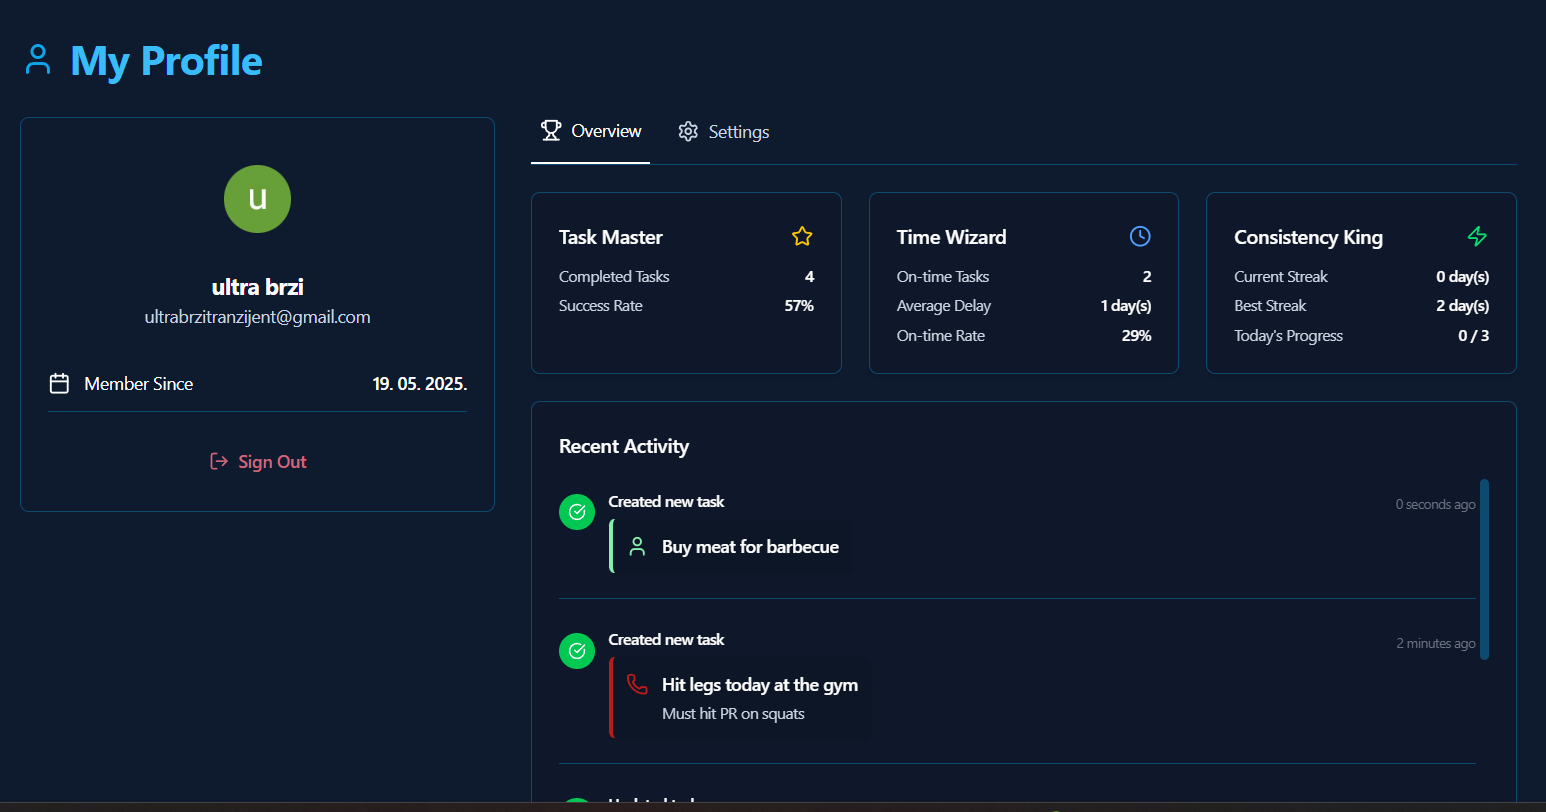 My Profile
u
ultra brzi
ultrabrzitranzijent@gmail.com
Member Since 19. 05. 2025.
Sign Out
Overview Settings
Task Master
Completed Tasks 4
Success Rate 57%
Time Wizard
On-time Tasks 2
Average Delay 1 day(s)
On-time Rate 29%
Consistency King
Current Streak 0 day(s)
Best Streak 2 day(s)
Today's Progress 0 / 3
Recent Activity
Created new task 0 seconds ago
Buy meat for barbecue
Created new task 2 minutes ago
Hit legs today at the gym
Must hit PR on squats